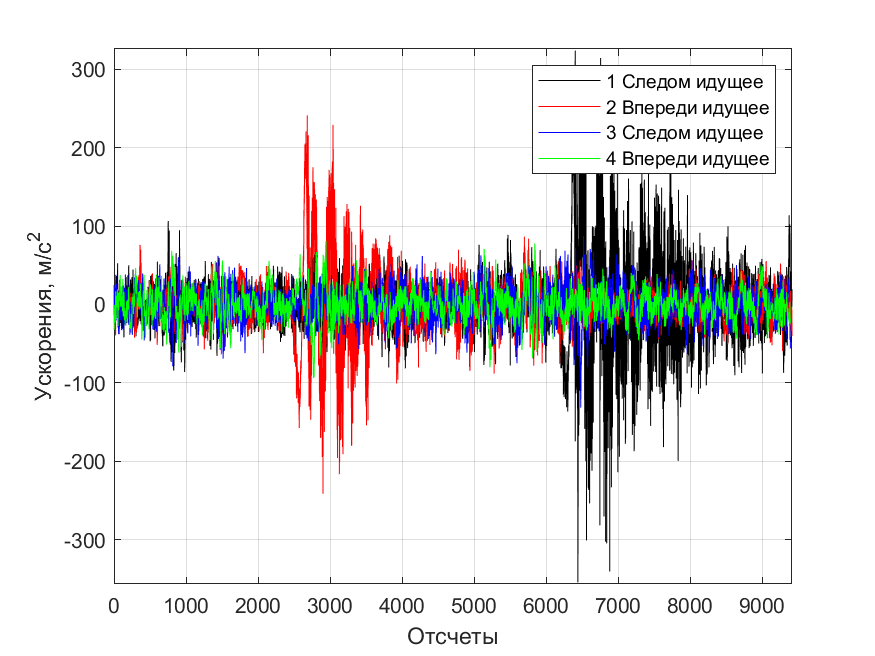 300
200
100
0
-100
-200
-300
Ускорения, м/с²
1 Следом идущее
2 Впереди идущее
3 Следом идущее
4 Впереди идущее
0 1000 2000 3000 4000 5000 6000 7000 8000 9000
Отсчеты